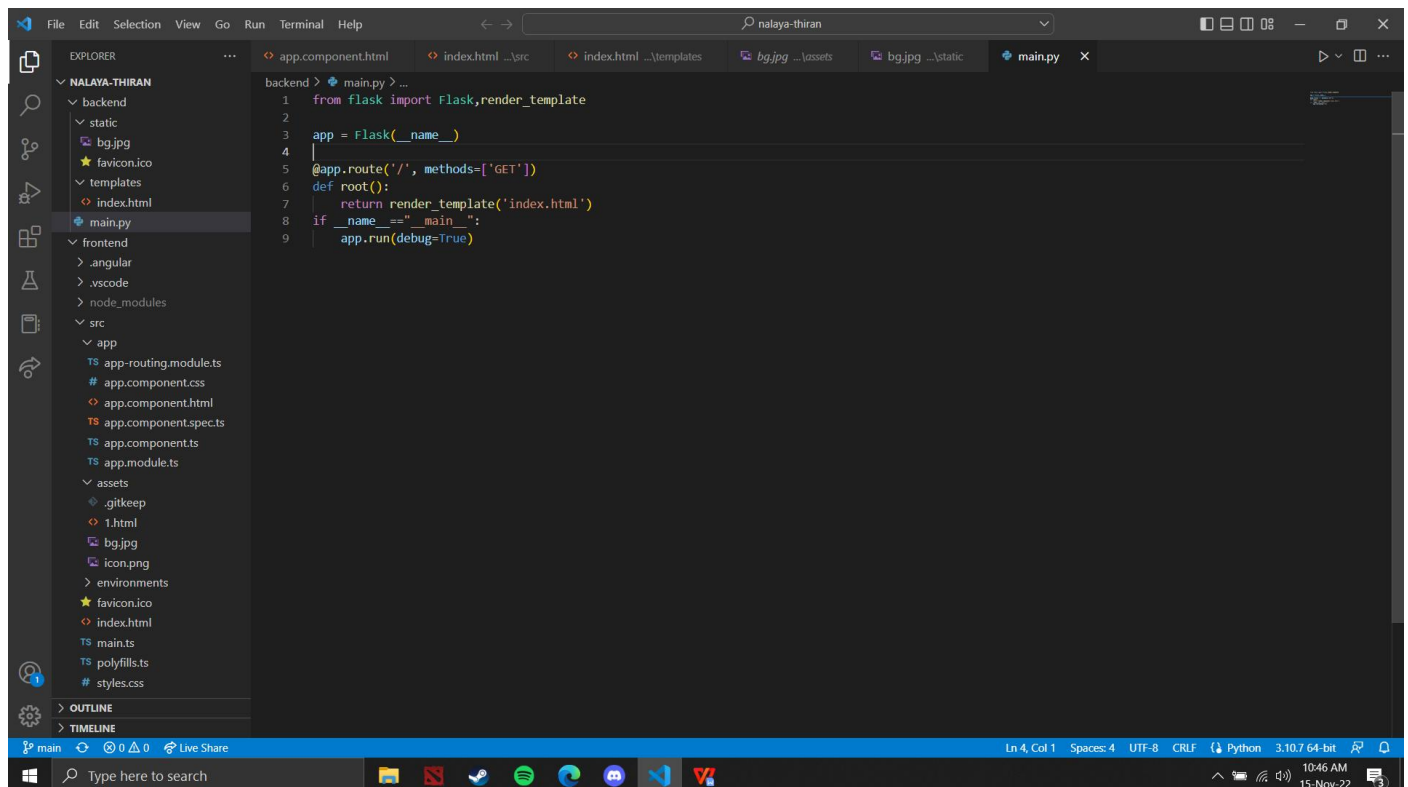 File Edit Selection View Go Run Terminal Help
nalaya-thiran
EXPLORER
app.component.html
index.html ...\src
index.html ...\templates
bg.jpg ...\assets
bg.jpg ...\static
main.py
NALAYA-THIRAN
backend
static
bg.jpg
favicon.ico
templates
index.html
main.py
frontend
.angular
.vscode
node_modules
src
app
TS app-routing.module.ts
# app.component.css
app.component.html
TS app.component.spec.ts
TS app.component.ts
TS app.module.ts
assets
.gitkeep
1.html
bg.jpg
icon.png
environments
favicon.ico
index.html
TS main.ts
TS polyfills.ts
# styles.css
OUTLINE
TIMELINE
backend > main.py > ...
1 from flask import Flask,render_template
2
3 app = Flask(__name__)
4
5 @app.route('/', methods=['GET'])
6 def root():
7     return render_template('index.html')
8 if __name__=="__main__":
9     app.run(debug=True)
1
main 0 0 Live Share
Ln 4, Col 1 Spaces: 4 UTF-8 CRLF Python 3.10.7 64-bit
Type here to search
10:46 AM
15-Nov-22
3